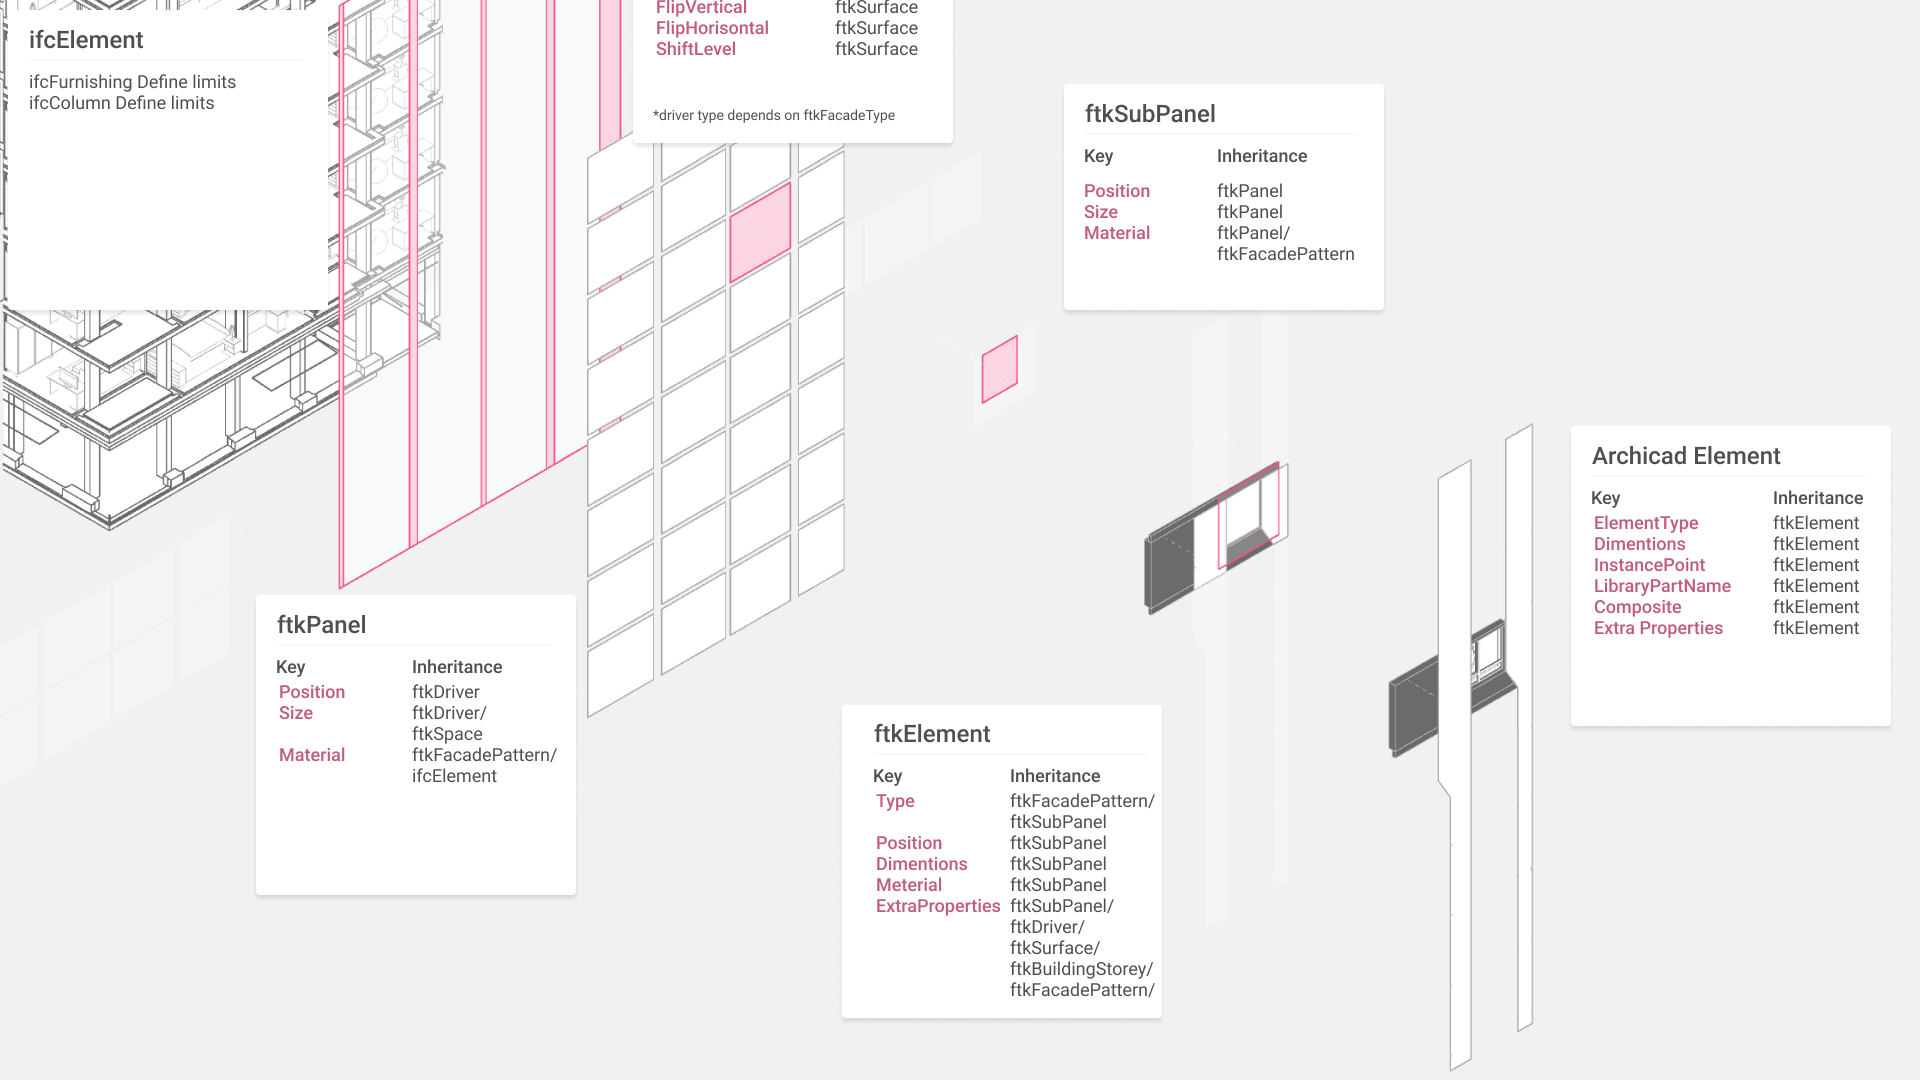 ifcElement
ifcFurnishing Define limits
ifcColumn Define limits
FlipVertical ftkSurface
FlipHorisontal ftkSurface
ShiftLevel ftkSurface
*driver type depends on ftkFacadeType
ftkSubPanel
Key Inheritance
Position ftkPanel
Size ftkPanel
Material ftkPanel/
ftkFacadePattern
Archicad Element
Key Inheritance
ElementType ftkElement
Dimentions ftkElement
InstancePoint ftkElement
LibraryPartName ftkElement
Composite ftkElement
Extra Properties ftkElement
ftkPanel
Key Inheritance
Position ftkDriver
Size ftkDriver/
ftkSpace
Material ftkFacadePattern/
ifcElement
ftkElement
Key Inheritance
Type ftkFacadePattern/
ftkSubPanel
Position ftkSubPanel
Dimentions ftkSubPanel
Meterial ftkSubPanel
ExtraProperties ftkSubPanel/
ftkDriver/
ftkSurface/
ftkBuildingStorey/
ftkFacadePattern/